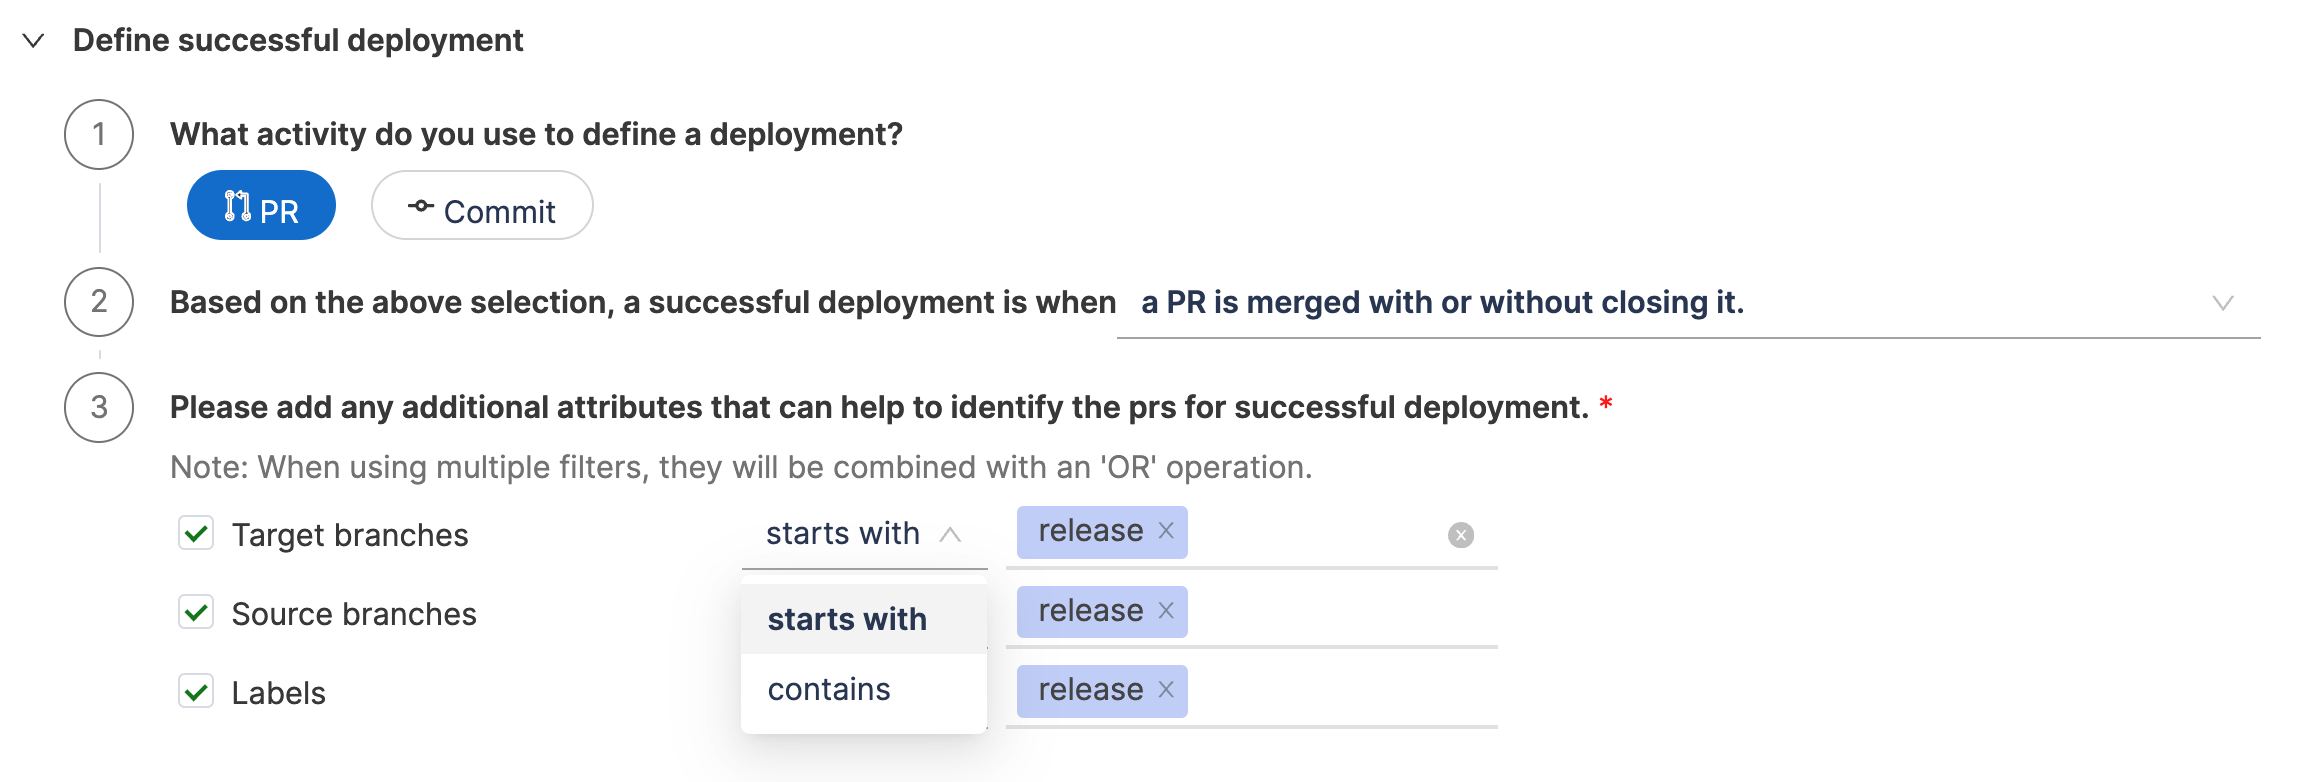 Define successful deployment
1 What activity do you use to define a deployment?
PR Commit
2 Based on the above selection, a successful deployment is when a PR is merged with or without closing it.
3 Please add any additional attributes that can help to identify the prs for successful deployment. *
Note: When using multiple filters, they will be combined with an 'OR' operation.
Target branches starts with release
Source branches starts with release
Labels contains release